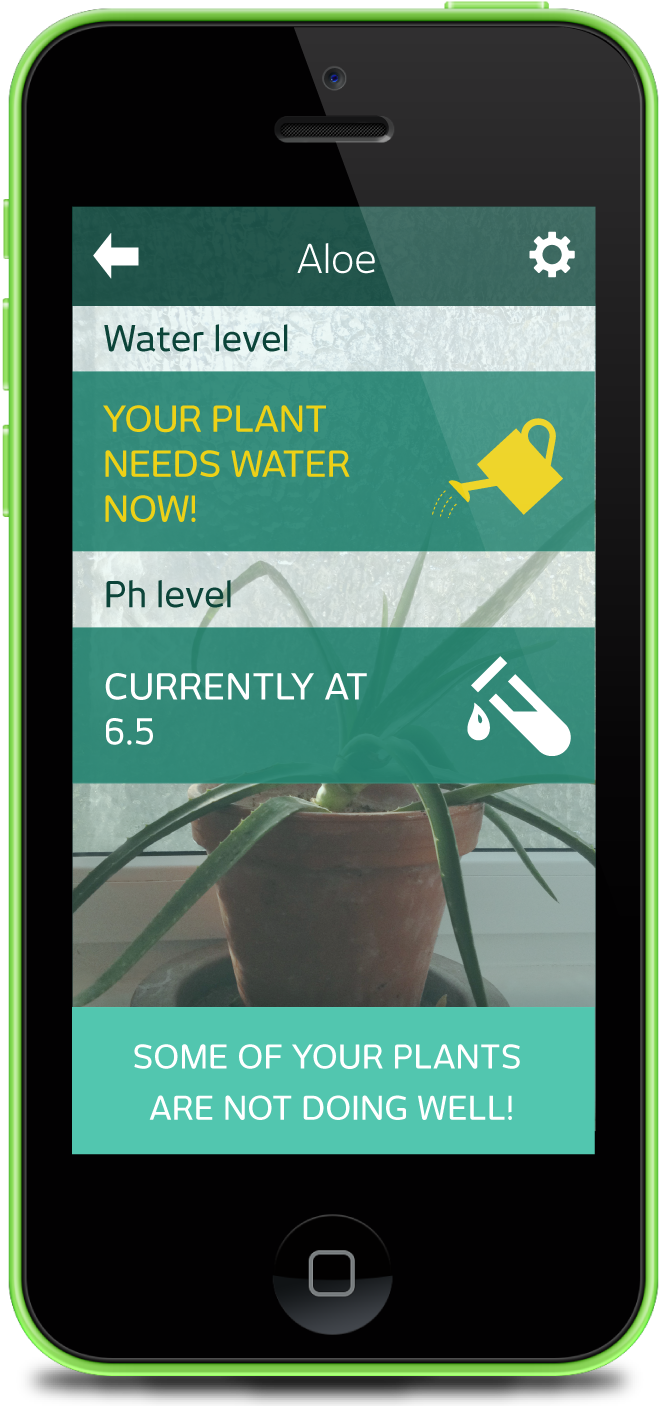 Aloe
Water level
YOUR PLANT
NEEDS WATER
NOW!
Ph level
CURRENTLY AT
6.5
SOME OF YOUR PLANTS
ARE NOT DOING WELL!